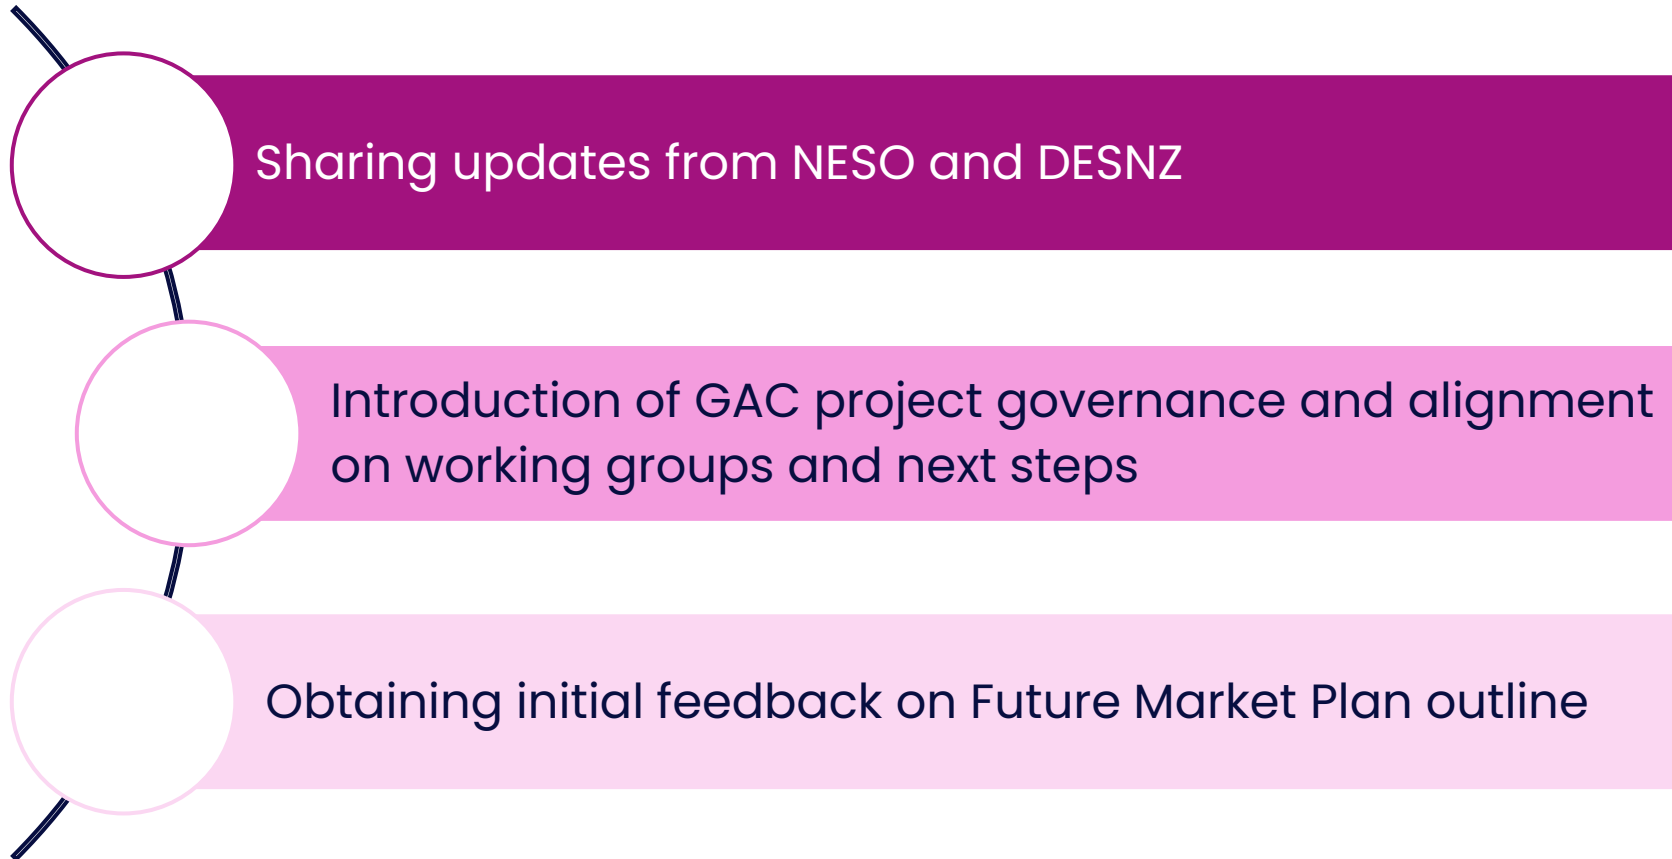 Sharing updates from NESO and DESNZ
Introduction of GAC project governance and alignment
on working groups and next steps
Obtaining initial feedback on Future Market Plan outline